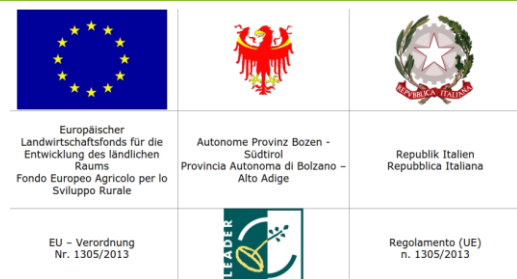 REPVBBLICA ITALIANA
Europäischer
Landwirtschaftsfonds für die
Entwicklung des ländlichen
Raums
Fondo Europeo Agricolo per lo
Sviluppo Rurale
Autonome Provinz Bozen -
Südtirol
Provincia Autonoma di Bolzano –
Alto Adige
Republik Italien
Repubblica Italiana
EU – Verordnung
Nr. 1305/2013
LEADER
Regolamento (UE)
n. 1305/2013